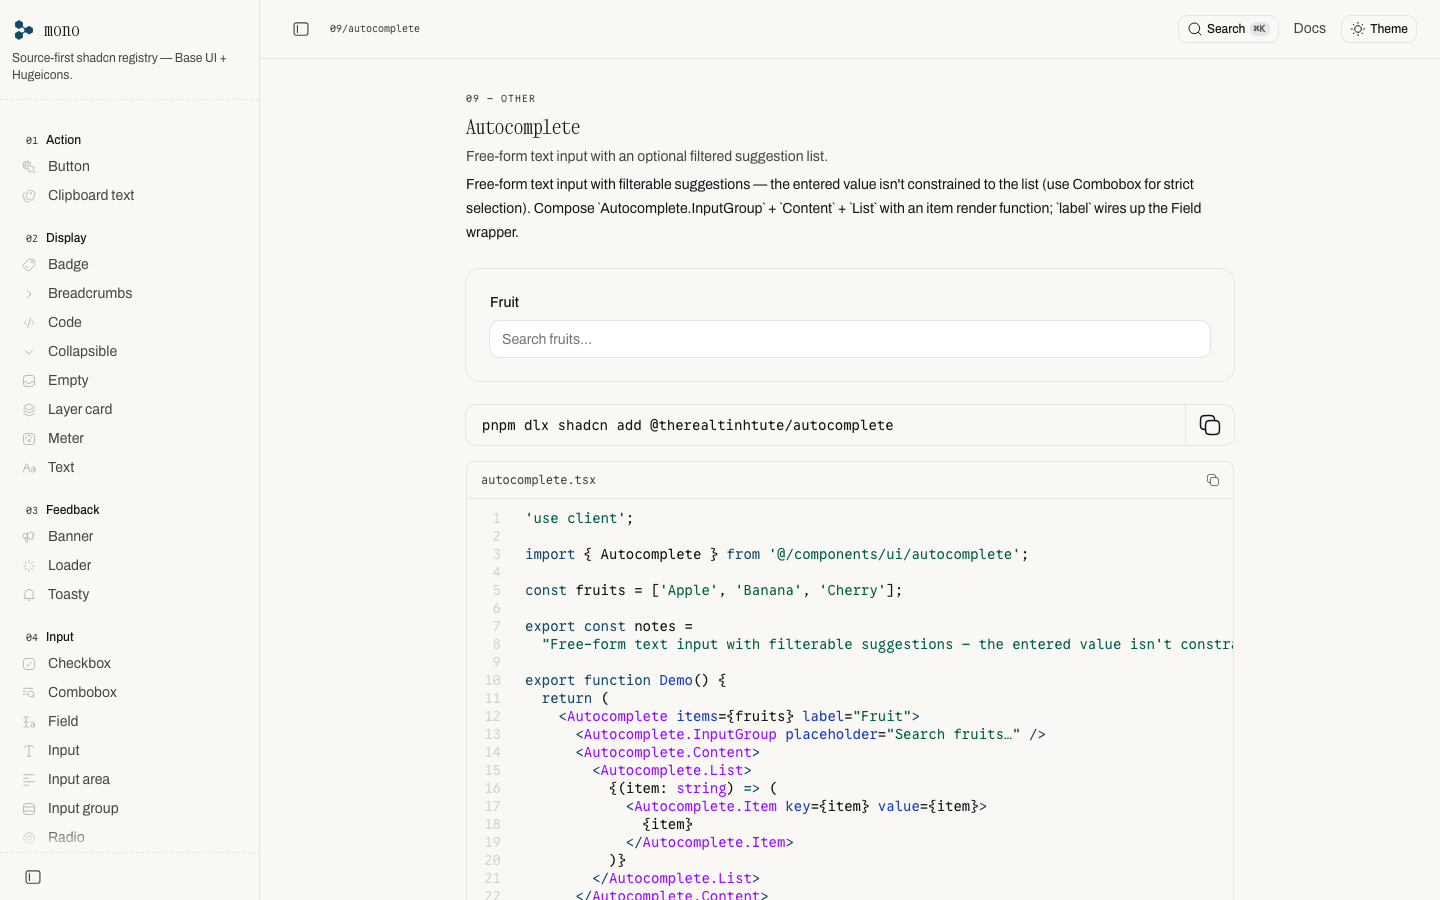 mono
Source-first shadcn registry — Base UI +
Hugeicons.
01 Action
Button
Clipboard text
02 Display
Badge
Breadcrumbs
Code
Collapsible
Empty
Layer card
Meter
Text
03 Feedback
Banner
Loader
Toasty
04 Input
Checkbox
Combobox
Field
Input
Input area
Input group
Radio
09/autocomplete
Search ⌘K
Docs
Theme
09 — OTHER
Autocomplete
Free-form text input with an optional filtered suggestion list.
Free-form text input with filterable suggestions — the entered value isn't constrained to the list (use Combobox for strict
selection). Compose `Autocomplete.InputGroup` + `Content` + `List` with an item render function; `label` wires up the Field
wrapper.
Fruit
Search fruits...
pnpm dlx shadcn add @therealtinhtute/autocomplete
autocomplete.tsx
1 'use client';
2
3 import { Autocomplete } from '@/components/ui/autocomplete';
4
5 const fruits = ['Apple', 'Banana', 'Cherry'];
6
7 export const notes =
8 "Free-form text input with filterable suggestions — the entered value isn't constra
9
10 export function Demo() {
11 return (
12 <Autocomplete items={fruits} label="Fruit">
13 <Autocomplete.InputGroup placeholder="Search fruits…" />
14 <Autocomplete.Content>
15 <Autocomplete.List>
16 {(item: string) => (
17 <Autocomplete.Item key={item} value={item}>
18 {item}
19 </Autocomplete.Item>
20 )}
21 </Autocomplete.List>
22 </Autocomplete.Content>